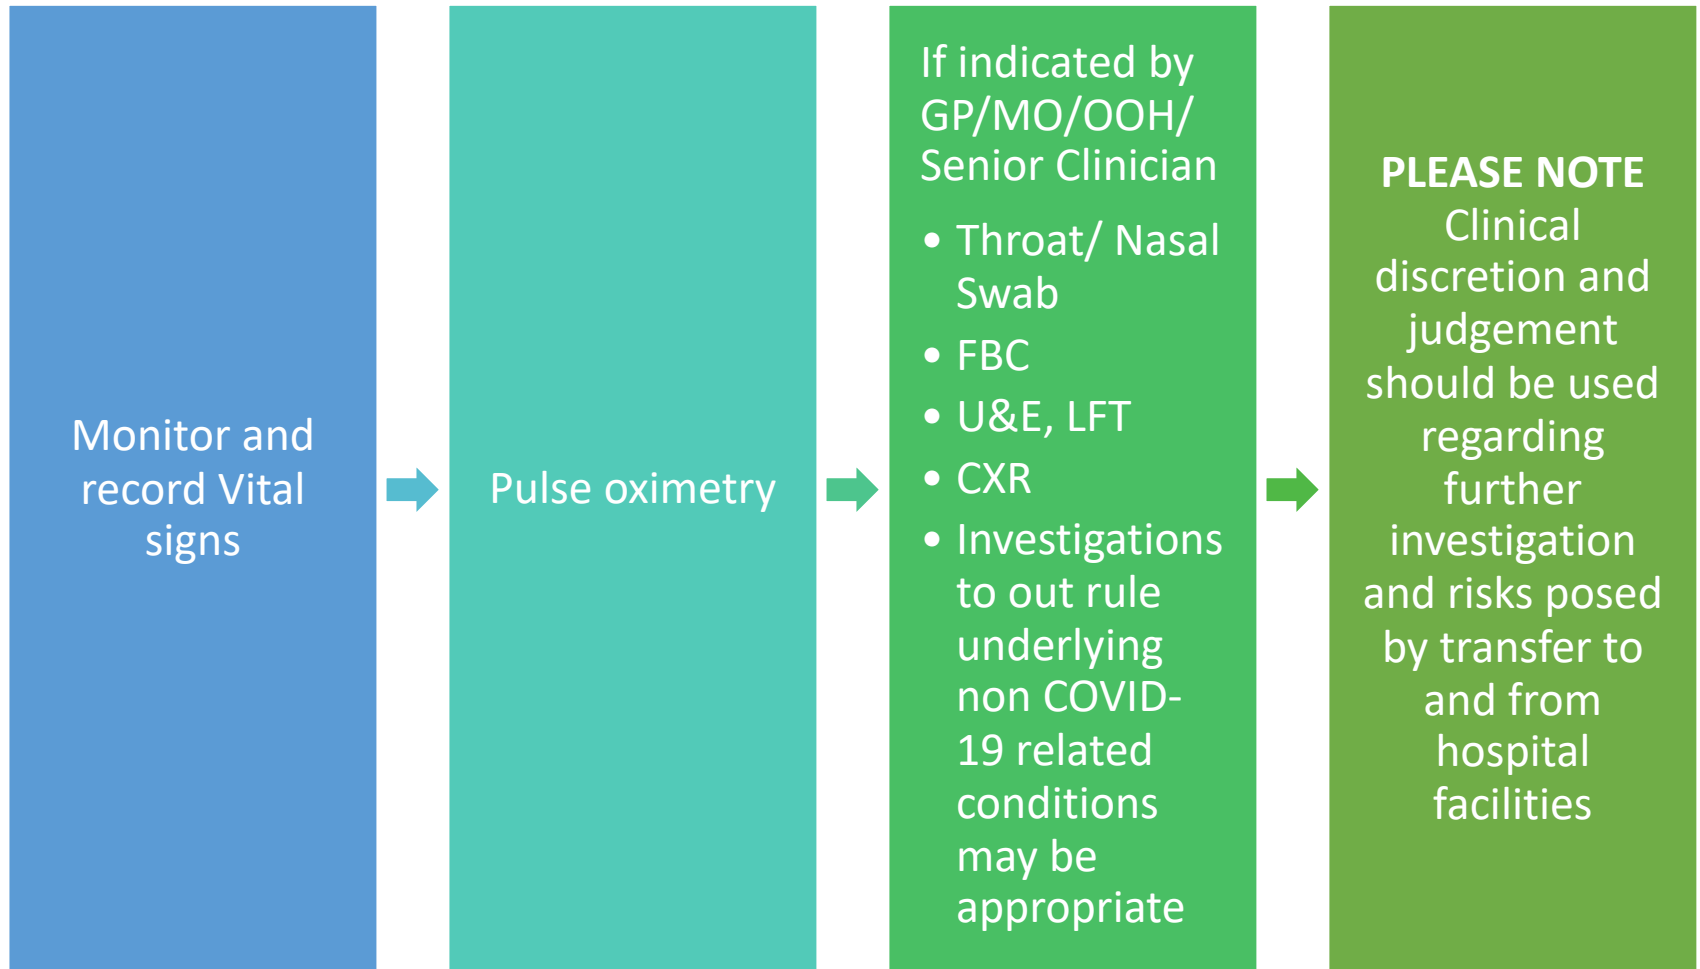 Monitor and
record Vital
signs
Pulse oximetry
If indicated by
GP/MO/OOH/
Senior Clinician
• Throat/ Nasal
Swab
• FBC
• U&E, LFT
• CXR
• Investigations
to out rule
underlying
non COVID-
19 related
conditions
may be
appropriate
PLEASE NOTE
Clinical
discretion and
judgement
should be used
regarding
further
investigation
and risks posed
by transfer to
and from
hospital
facilities